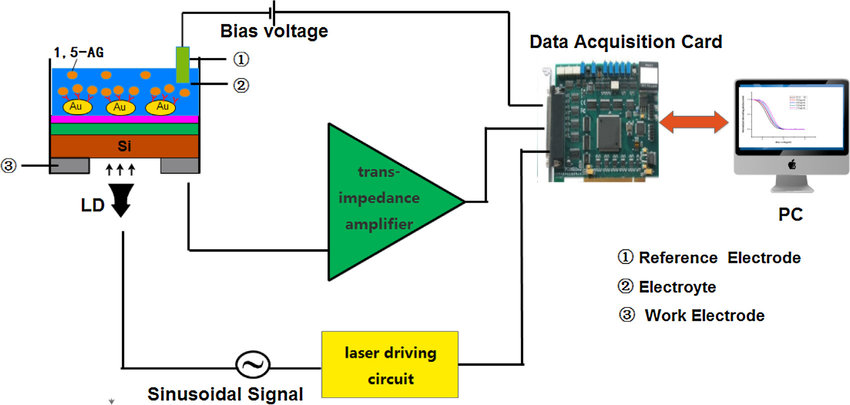 Bias voltage
1,5-AG
①
②
Au
Au
Au
Si
③
LD
trans-
impedance
amplifier
Data Acquisition Card
PC
① Reference Electrode
② Electroyte
③ Work Electrode
laser driving
circuit
Sinusoidal Signal